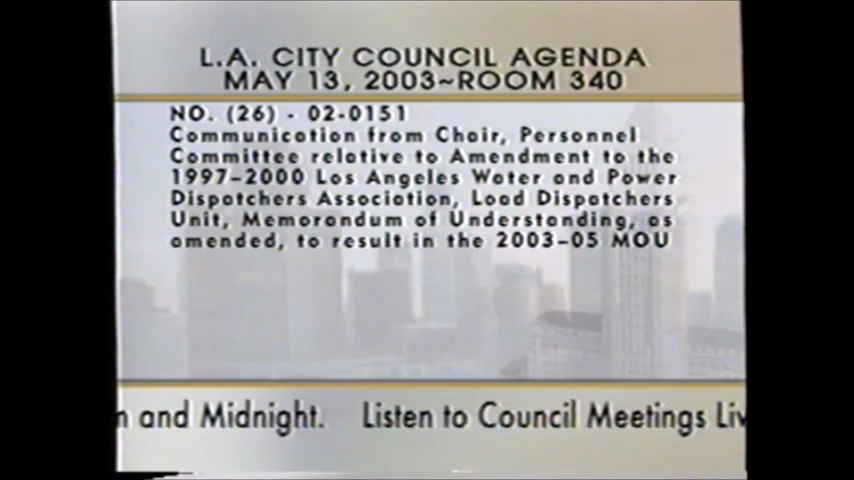 L.A. CITY COUNCIL AGENDA
MAY 13, 2003~ROOM 340
NO. (26) - 02-0151
Communication from Chair, Personnel
Committee relative to Amendment to the
1997-2000 Los Angeles Water and Power
Dispatchers Association, Load Dispatchers
Unit, Memorandum of Understanding, as
amended, to result in the 2003-05 MOU
and Midnight. Listen to Council Meetings